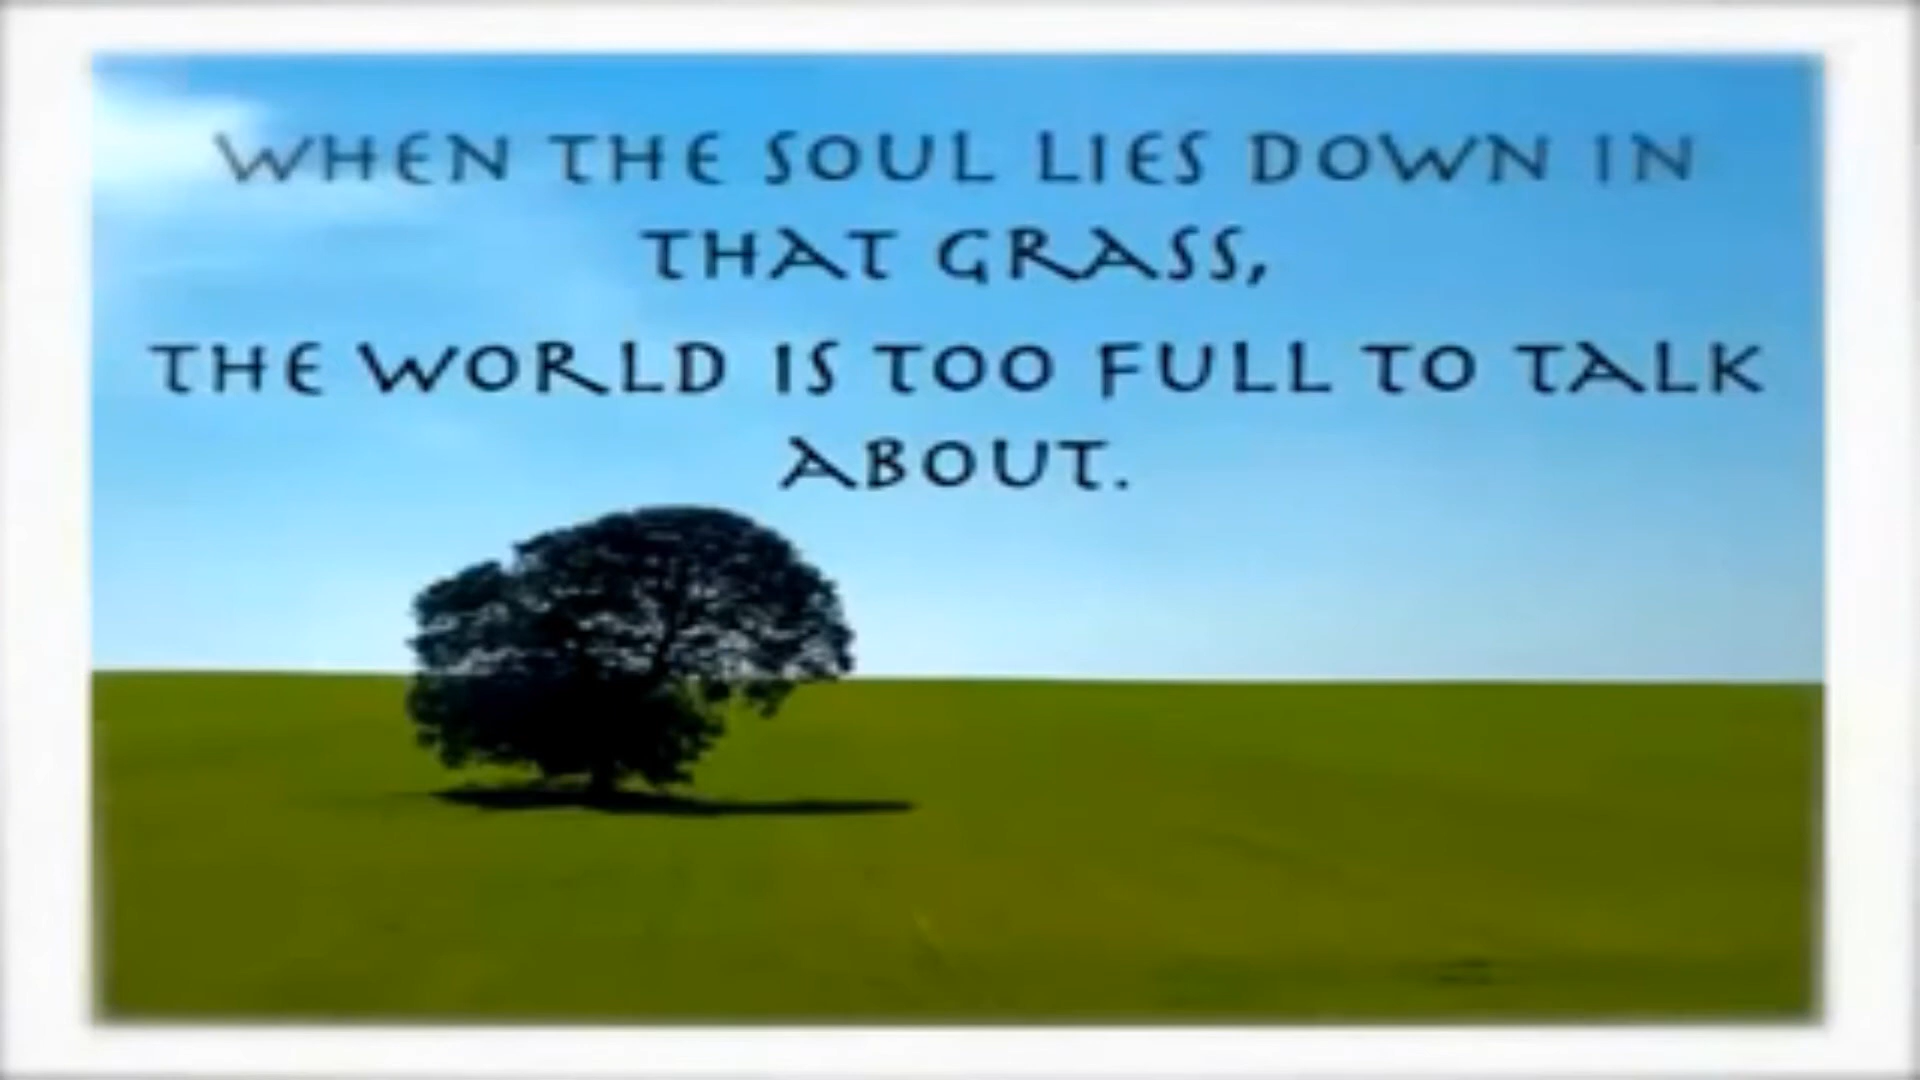 WHEN THE SOUL LIES DOWN IN
THAT GRASS,
THE WORLD IS TOO FULL TO TALK
ABOUT.